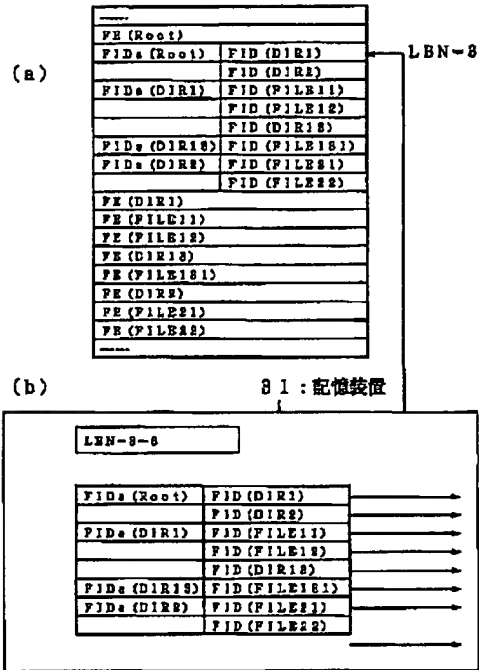 (a)
FE (Root)
FIDs (Root) FID (DIR1) LBN-3
FID (DIR2)
FIDs (DIR1) FID (FILE11)
FID (FILE12)
FID (DIR13)
FIDs (DIR13) FID (FILE131)
FIDs (DIR2) FID (FILE21)
FID (FILE22)
FE (DIR1)
FE (FILE11)
FE (FILE12)
FE (DIR13)
FE (FILE131)
FE (DIR2)
FE (FILE21)
FE (FILE22)
(b) 31:記憶装置
FIDs (Root) FID (DIR1)
FID (DIR2)
FIDs (DIR1) FID (FILE11)
FID (FILE12)
FID (DIR13)
FIDs (DIR13) FID (FILE131)
FIDs (DIR2) FID (FILE21)
FID (FILE22)